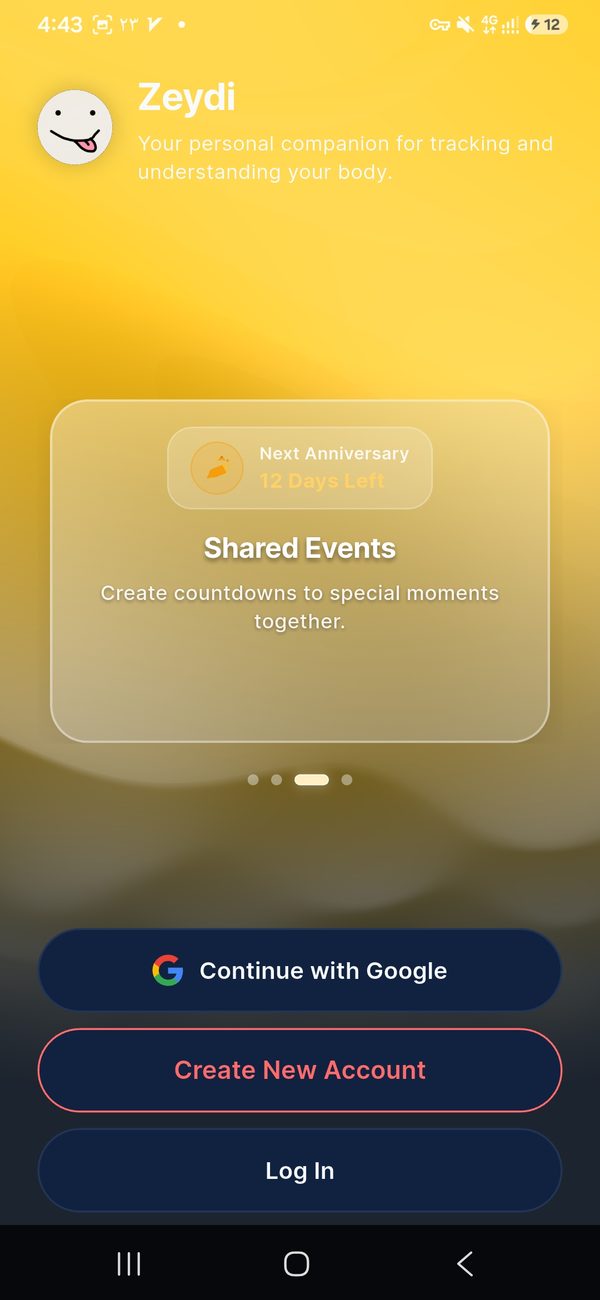 4:43 ٢٣ 4G 12
Zeydi
Your personal companion for tracking and
understanding your body.
Next Anniversary
12 Days Left
Shared Events
Create countdowns to special moments
together.
Continue with Google
Create New Account
Log In